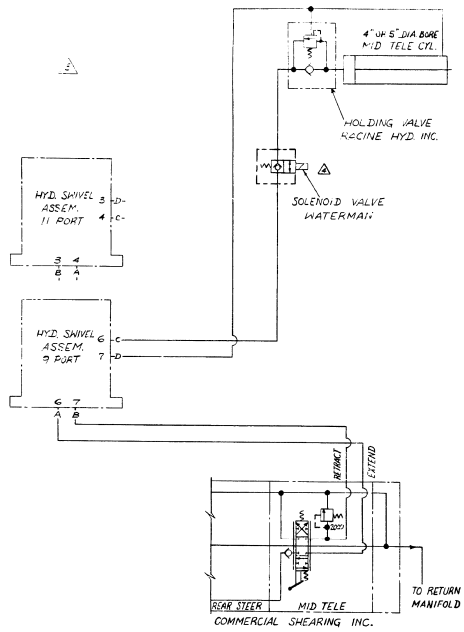 4" OR 5" DIA. BORE
MID TELE CYL.
HOLDING VALVE
RACINE HYD. INC.
4
SOLENOID VALVE
WATERMAN
HYD. SWIVEL
ASSEM.
11 PORT
3 D
4 C
3 4
B A
HYD. SWIVEL
ASSEM.
9 PORT
6 C
7 D
6 7
A B
RETRACT
EXTEND
2000
TO RETURN
MANIFOLD
REAR STEER
MID TELE
COMMERCIAL SHEARING INC.